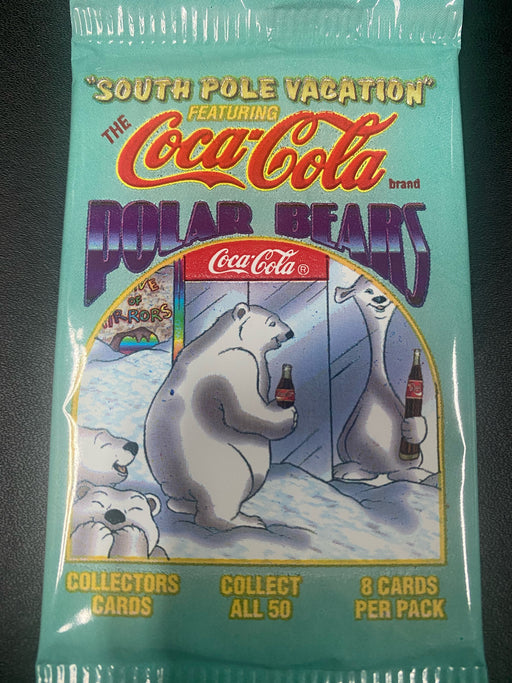 "SOUTH POLE VACATION"
FEATURING
THE Coca-Cola brand
POLAR BEARS
Coca-Cola®
OF
COLLECTORS CARDS
COLLECT ALL 50
8 CARDS PER PACK